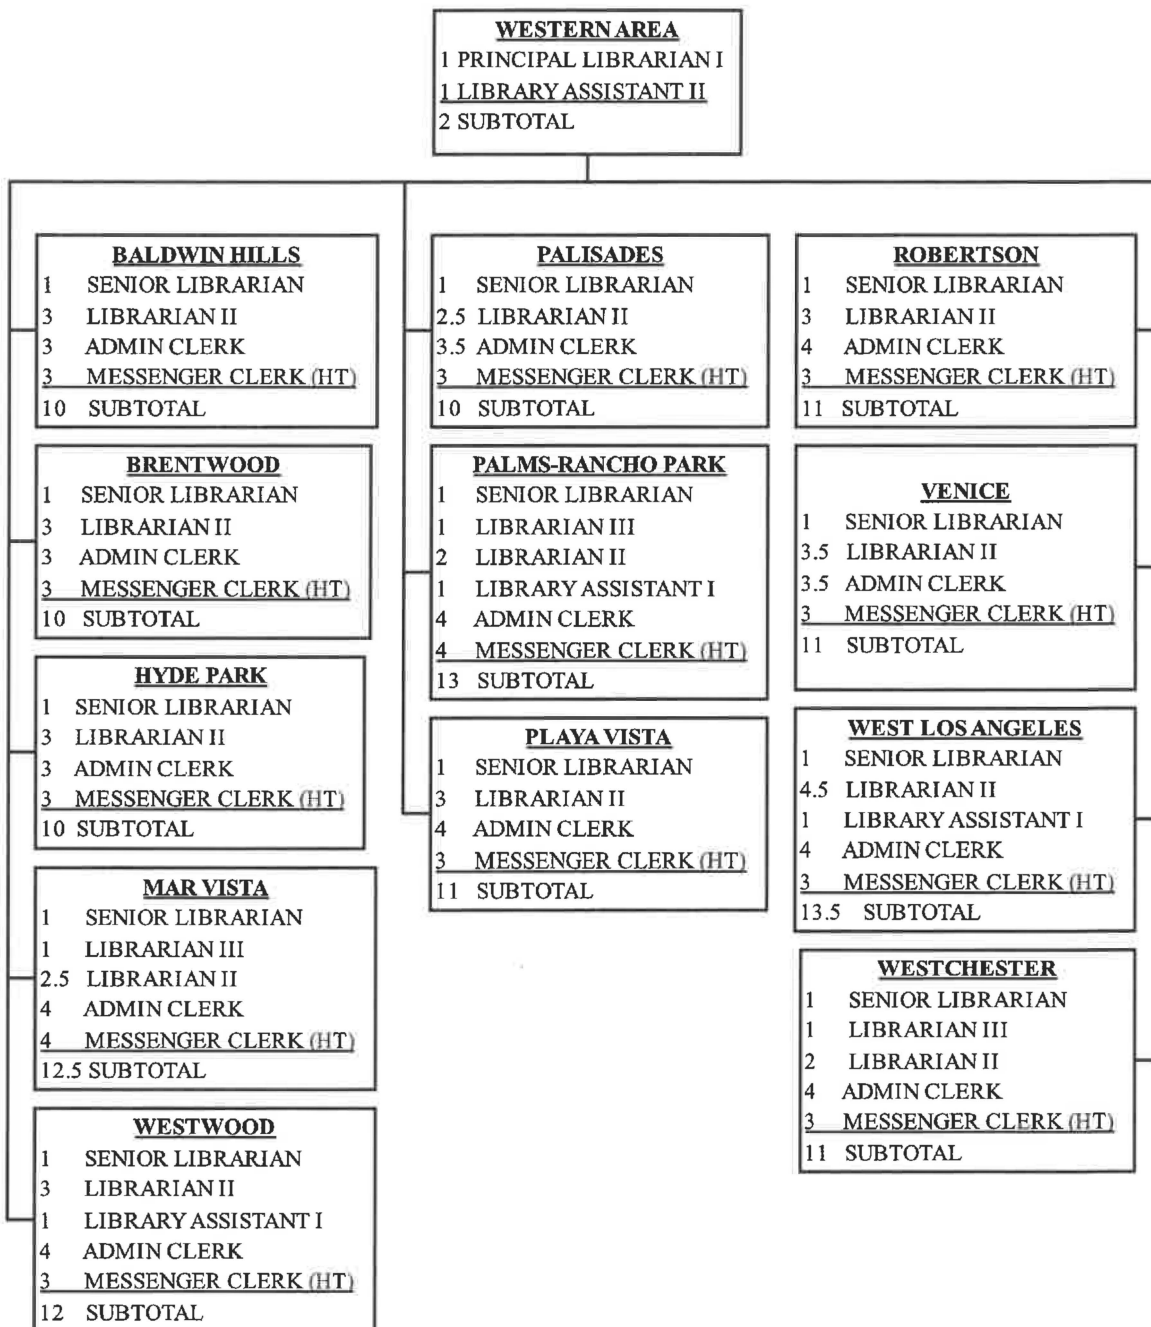 WESTERN AREA
1 PRINCIPAL LIBRARIAN I
1 LIBRARY ASSISTANT II
2 SUBTOTAL
BALDWIN HILLS
1 SENIOR LIBRARIAN
3 LIBRARIAN II
3 ADMIN CLERK
3 MESSENGER CLERK (HT)
10 SUBTOTAL
BRENTWOOD
1 SENIOR LIBRARIAN
3 LIBRARIAN II
3 ADMIN CLERK
3 MESSENGER CLERK (HT)
10 SUBTOTAL
HYDE PARK
1 SENIOR LIBRARIAN
3 LIBRARIAN II
3 ADMIN CLERK
3 MESSENGER CLERK (HT)
10 SUBTOTAL
MAR VISTA
1 SENIOR LIBRARIAN
1 LIBRARIAN III
2.5 LIBRARIAN II
4 ADMIN CLERK
4 MESSENGER CLERK (HT)
12.5 SUBTOTAL
WESTWOOD
1 SENIOR LIBRARIAN
3 LIBRARIAN II
1 LIBRARY ASSISTANT I
4 ADMIN CLERK
3 MESSENGER CLERK (HT)
12 SUBTOTAL
PALISADES
1 SENIOR LIBRARIAN
2.5 LIBRARIAN II
3.5 ADMIN CLERK
3 MESSENGER CLERK (HT)
10 SUBTOTAL
PALMS-RANCHO PARK
1 SENIOR LIBRARIAN
1 LIBRARIAN III
2 LIBRARIAN II
1 LIBRARY ASSISTANT I
4 ADMIN CLERK
4 MESSENGER CLERK (HT)
13 SUBTOTAL
PLAYA VISTA
1 SENIOR LIBRARIAN
3 LIBRARIAN II
4 ADMIN CLERK
3 MESSENGER CLERK (HT)
11 SUBTOTAL
ROBERTSON
1 SENIOR LIBRARIAN
3 LIBRARIAN II
4 ADMIN CLERK
3 MESSENGER CLERK (HT)
11 SUBTOTAL
VENICE
1 SENIOR LIBRARIAN
3.5 LIBRARIAN II
3.5 ADMIN CLERK
3 MESSENGER CLERK (HT)
11 SUBTOTAL
WEST LOS ANGELES
1 SENIOR LIBRARIAN
4.5 LIBRARIAN II
1 LIBRARY ASSISTANT I
4 ADMIN CLERK
3 MESSENGER CLERK (HT)
13.5 SUBTOTAL
WESTCHESTER
1 SENIOR LIBRARIAN
1 LIBRARIAN III
2 LIBRARIAN II
4 ADMIN CLERK
3 MESSENGER CLERK (HT)
11 SUBTOTAL